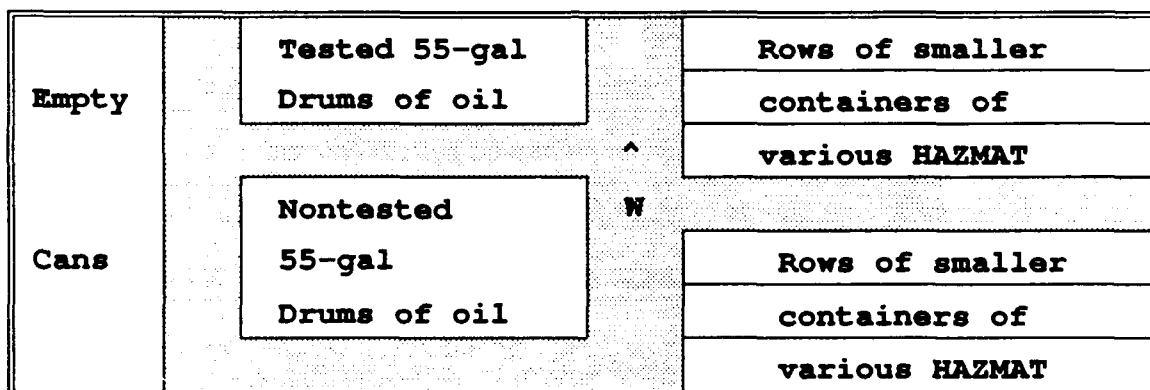 Empty
Cans
Tested 55-gal
Drums of oil
Nontested
55-gal
Drums of oil
^
W
Rows of smaller
containers of
various HAZMAT
Rows of smaller
containers of
various HAZMAT